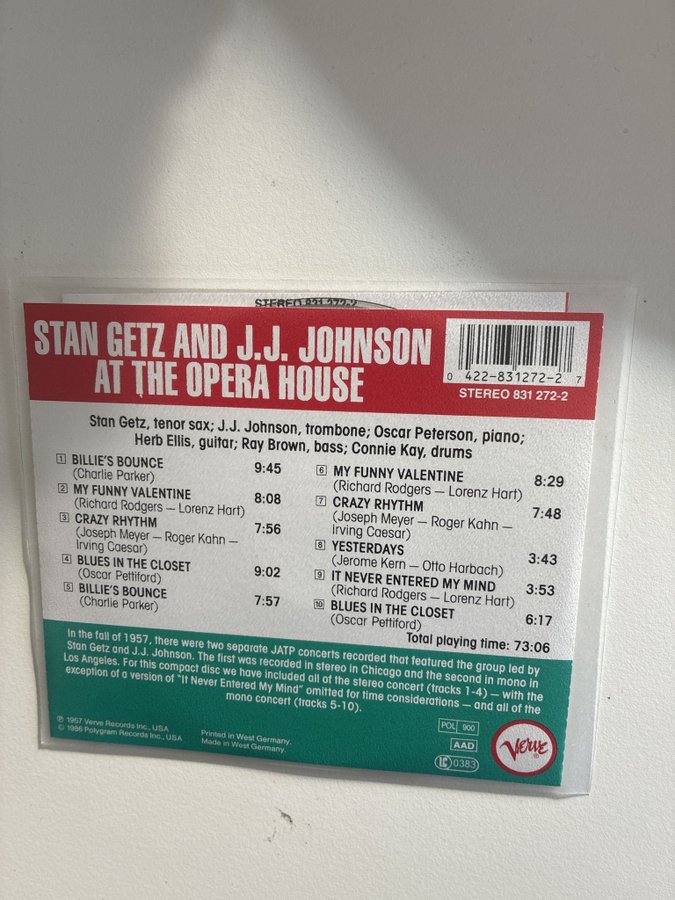 STEREO 831 272-2
STAN GETZ AND J.J. JOHNSON
AT THE OPERA HOUSE
0 422-831272-2 7
STEREO 831 272-2
Stan Getz, tenor sax; J.J. Johnson, trombone; Oscar Peterson, piano;
Herb Ellis, guitar; Ray Brown, bass; Connie Kay, drums
1 BILLIE'S BOUNCE 9:45
(Charlie Parker)
2 MY FUNNY VALENTINE 8:08
(Richard Rodgers — Lorenz Hart)
3 CRAZY RHYTHM 7:56
(Joseph Meyer — Roger Kahn —
Irving Caesar)
4 BLUES IN THE CLOSET 9:02
(Oscar Pettiford)
5 BILLIE'S BOUNCE 7:57
(Charlie Parker)
6 MY FUNNY VALENTINE 8:29
(Richard Rodgers — Lorenz Hart)
7 CRAZY RHYTHM 7:48
(Joseph Meyer — Roger Kahn —
Irving Caesar)
8 YESTERDAYS 3:43
(Jerome Kern — Otto Harbach)
9 IT NEVER ENTERED MY MIND 3:53
(Richard Rodgers — Lorenz Hart)
10 BLUES IN THE CLOSET 6:17
(Oscar Pettiford)
Total playing time: 73:06
In the fall of 1957, there were two separate JATP concerts recorded that featured the group led by
Stan Getz and J.J. Johnson. The first was recorded in stereo in Chicago and the second in mono in
Los Angeles. For this compact disc we have included all of the stereo concert (tracks 1-4) — with the
exception of a version of "It Never Entered My Mind" omitted for time considerations — and all of the
mono concert (tracks 5-10).
℗ 1957 Verve Records Inc., USA
© 1986 Polygram Records Inc., USA
Printed in West Germany.
Made in West Germany.
POL 900
AAD
LC 0383
VERVE ®